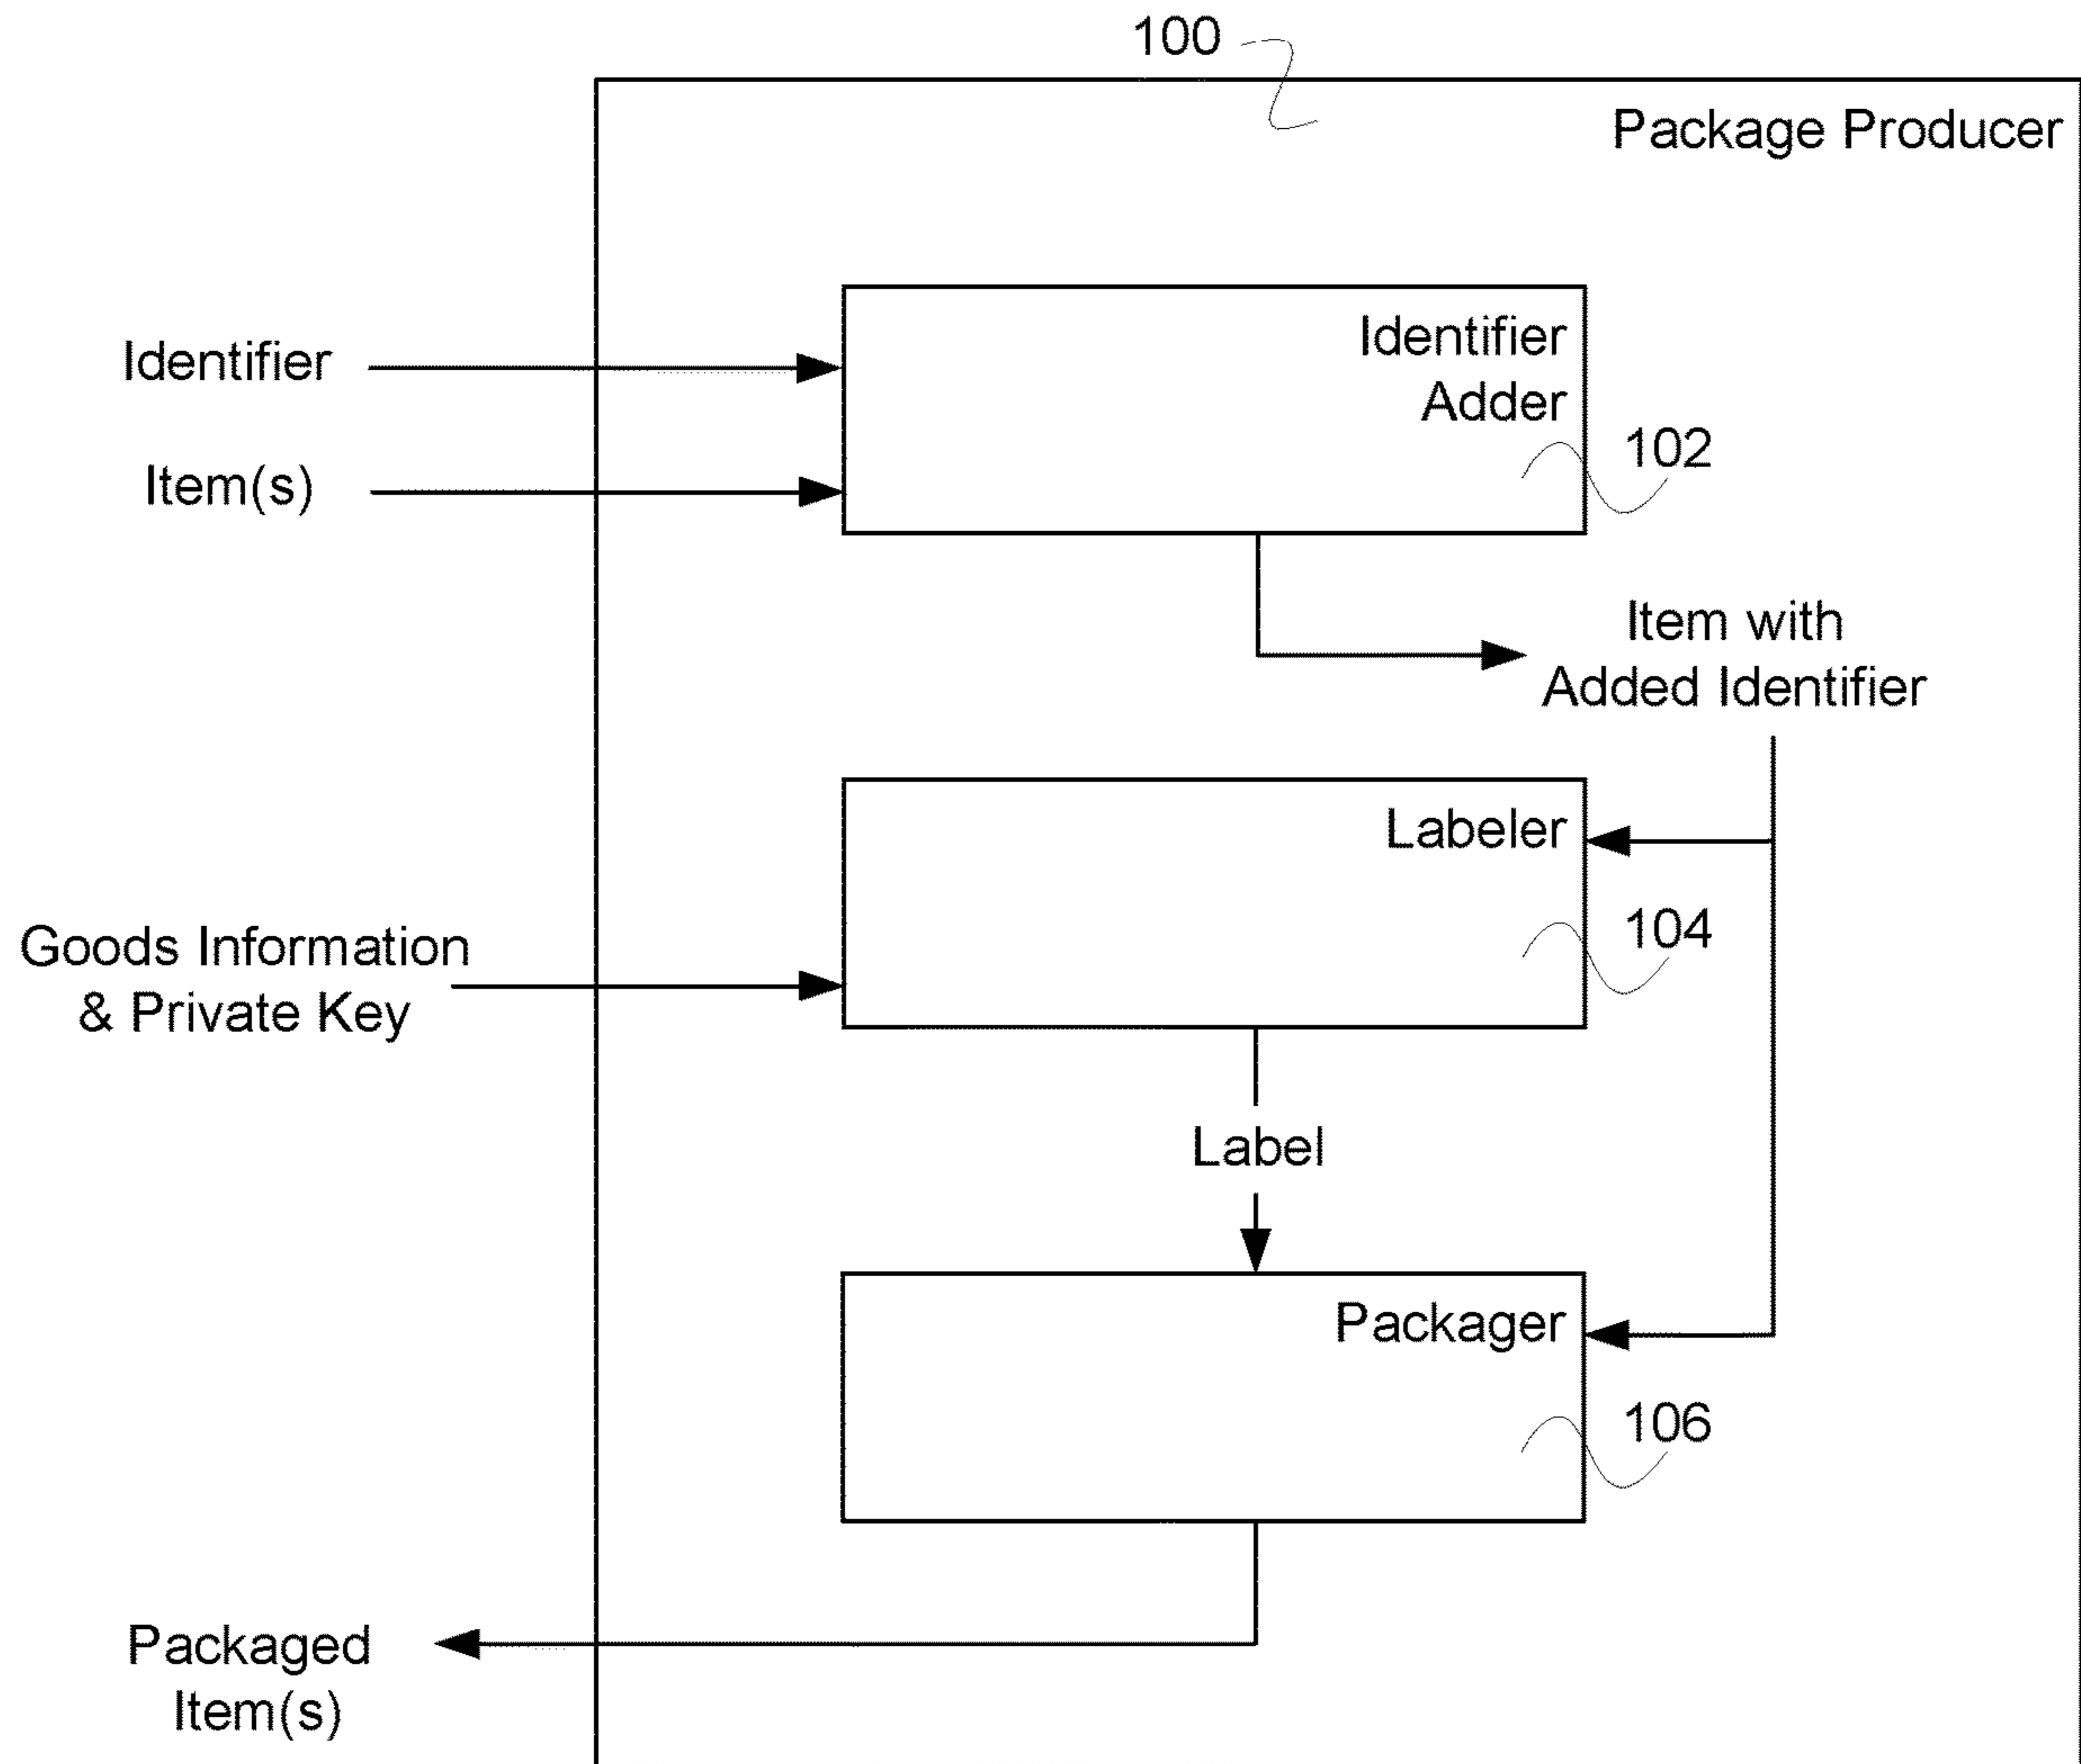 100
Package Producer
Identifier
Adder
Identifier
102
Item(s)
Item with
Added Identifier
Labeler
104
Goods Information
& Private Key
Label
Packager
106
Packaged
Item(s)